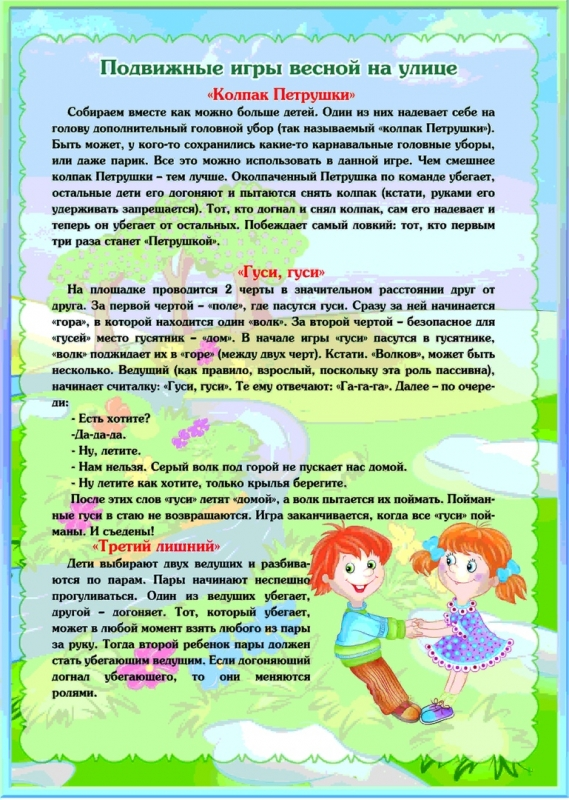 Подвижные игры весной на улице
«Колпак Петрушки»
Собираем вместе как можно больше детей. Один из них надевает себе на
голову дополнительный головной убор (так называемый «колпак Петрушки»).
Быть может, у кого-то сохранились какие-то карнавальные головные уборы,
или даже парик. Все это можно использовать в данной игре. Чем смешнее
колпак Петрушки – тем лучше. Околпаченный Петрушка по команде убегает,
остальные дети его догоняют и пытаются снять колпак (кстати, руками его
удерживать запрещается). Тот, кто догнал и снял колпак, сам его надевает и
теперь он убегает от остальных. Побеждает самый ловкий: тот, кто первым
три раза станет «Петрушкой».
«Гуси, гуси»
На площадке проводится 2 черты в значительном расстоянии друг от
друга. За первой чертой – «поле», где пасутся гуси. Сразу за ней начинается
«гора», в которой находится один «волк». За второй чертой – безопасное для
«гусей» место гусятник – «дом». В начале игры «гуси» пасутся в гусятнике,
«волк» поджидает их в «горе» (между двух черт). Кстати. «Волков», может быть
несколько. Ведущий (как правило, взрослый, поскольку эта роль пассивна),
начинает считалку: «Гуси, гуси». Те ему отвечают: «Га-га-га». Далее – по очере-
ди:
- Есть хотите?
-Да-да-да.
- Ну, летите.
- Нам нельзя. Серый волк под горой не пускает нас домой.
- Ну летите как хотите, только крылья берегите.
После этих слов «гуси» летят «домой», а волк пытается их поймать. Пойман-
ные гуси в стаю не возвращаются. Игра заканчивается, когда все «гуси» пой-
маны. И съедены!
«Третий лишний»
Дети выбирают двух ведущих и разбива-
ются по парам. Пары начинают неспешно
прогуливаться. Один из ведущих убегает,
другой – догоняет. Тот, который убегает,
может в любой момент взять любого из пары
за руку. Тогда второй ребенок пары должен
стать убегающим ведущим. Если догоняющий
догнал убегающего, то они меняются
ролями.